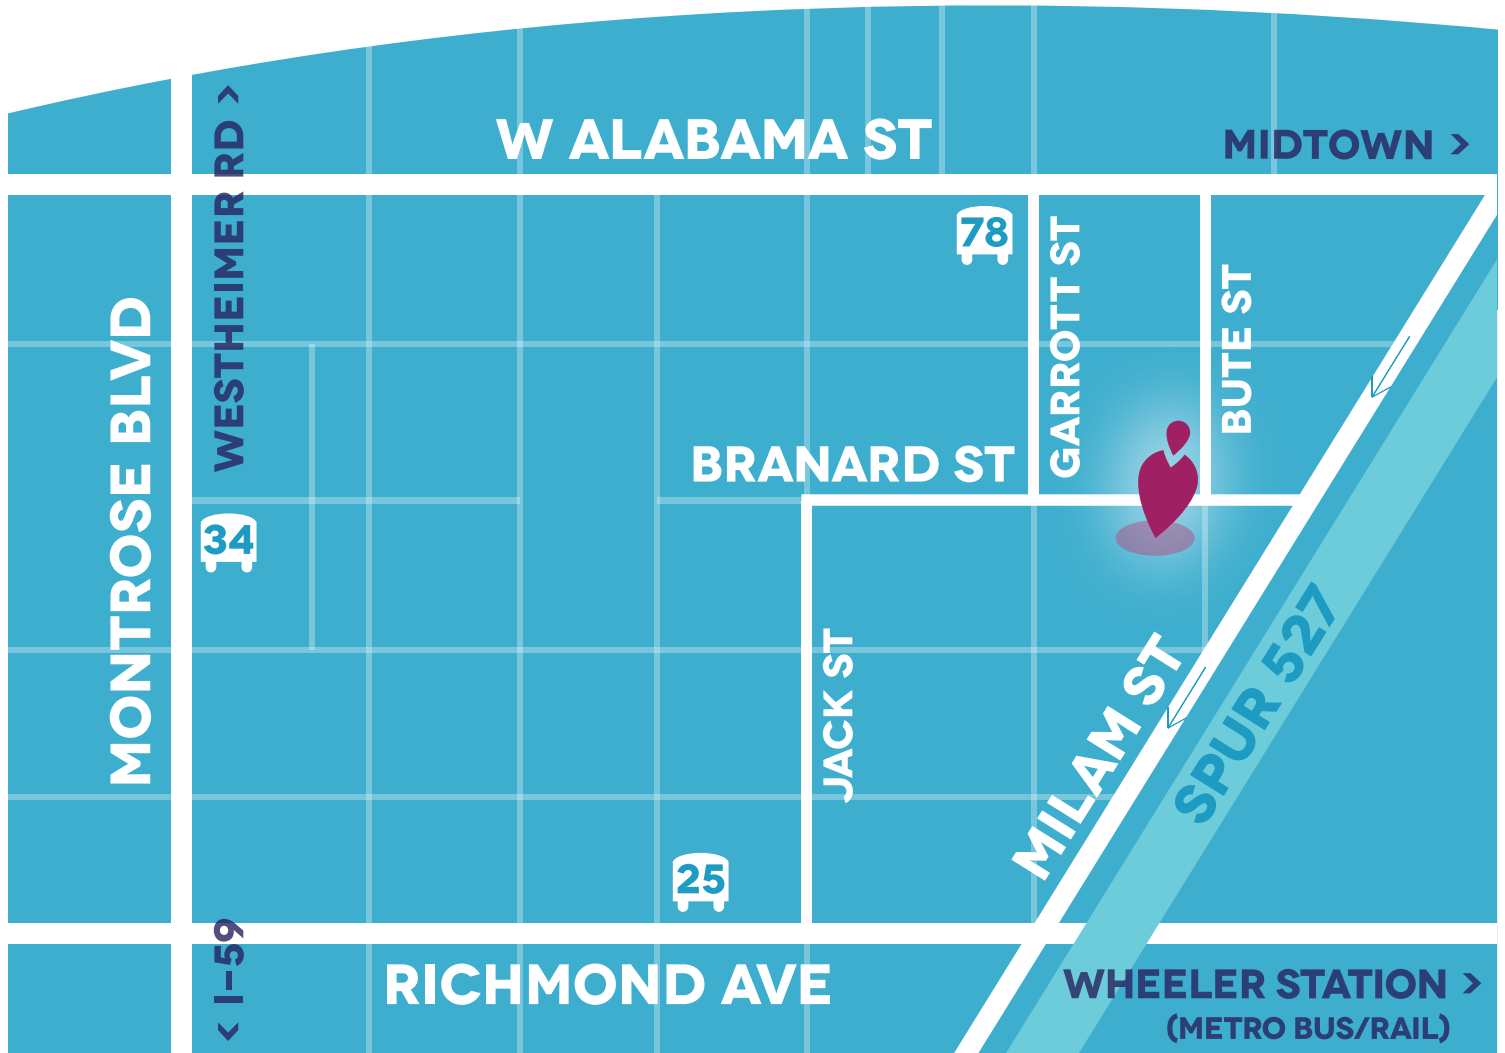 W ALABAMA ST
MIDTOWN >
WESTHEIMER RD >
78
GARROTT ST
BUTE ST
MONTROSE BLVD
BRANARD ST
34
SPUR 527
JACK ST
MILAM ST
25
< I-59
RICHMOND AVE
WHEELER STATION >
(METRO BUS/RAIL)